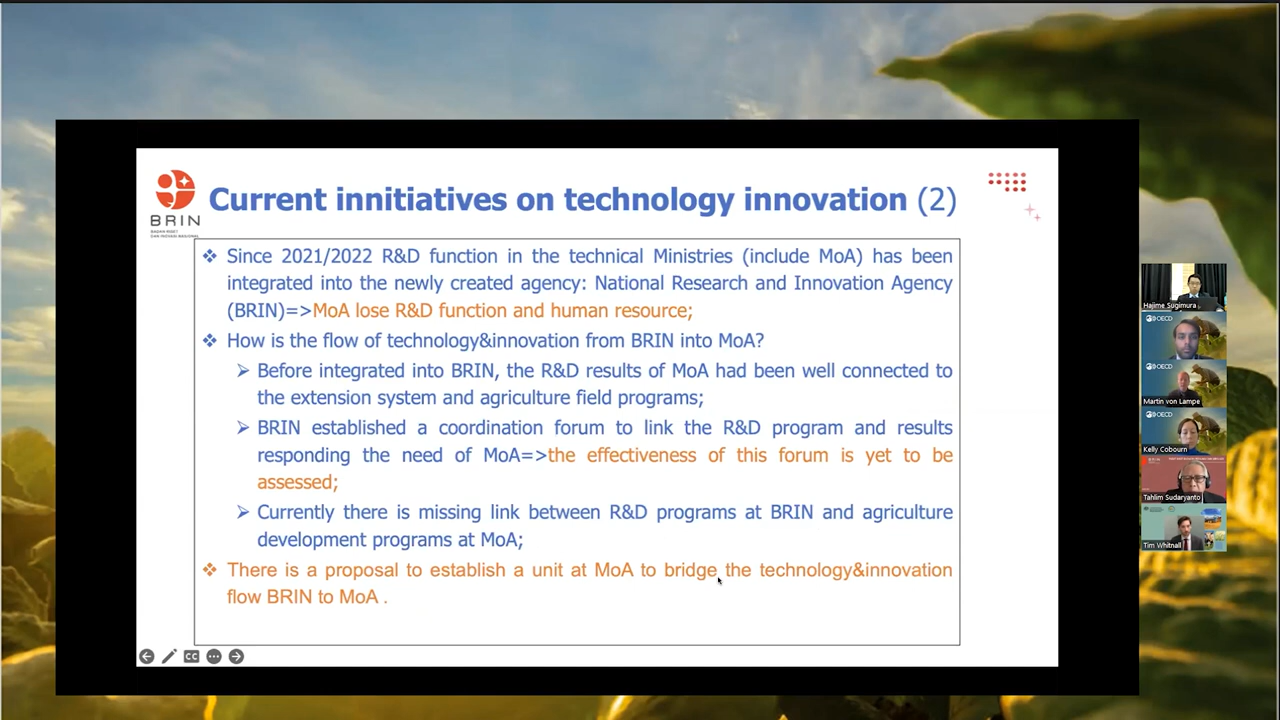 BRIN
BADAN RISET
DAN INOVASI NASIONAL
Current innitiatives on technology innovation (2)
❖ Since 2021/2022 R&D function in the technical Ministries (include MoA) has been
integrated into the newly created agency: National Research and Innovation Agency
(BRIN)=>MoA lose R&D function and human resource;
❖ How is the flow of technology&innovation from BRIN into MoA?
➢ Before integrated into BRIN, the R&D results of MoA had been well connected to
the extension system and agriculture field programs;
➢ BRIN established a coordination forum to link the R&D program and results
responding the need of MoA=>the effectiveness of this forum is yet to be
assessed;
➢ Currently there is missing link between R&D programs at BRIN and agriculture
development programs at MoA;
❖ There is a proposal to establish a unit at MoA to bridge the technology&innovation
flow BRIN to MoA .
CC
Hajime Sugimura
OECD
OECD
Martin von Lampe
OECD
Kelly Cobourn
Tahlim Sudaryanto
Tim Whitnall